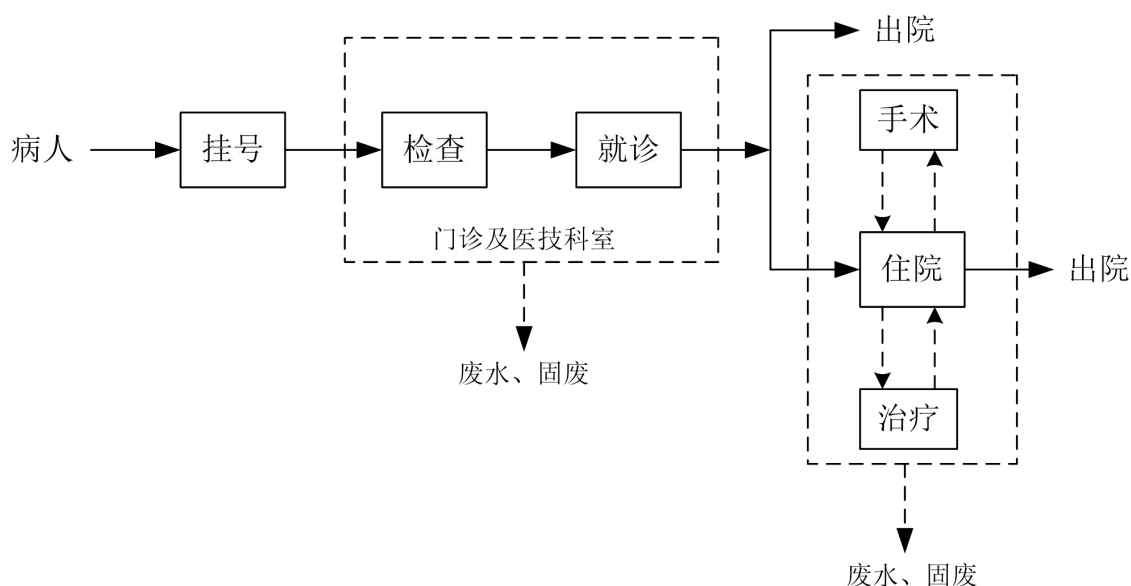 出院
手术
病人
挂号
检查
就诊
门诊及医技科室
住院
出院
废水、固废
治疗
废水、固废